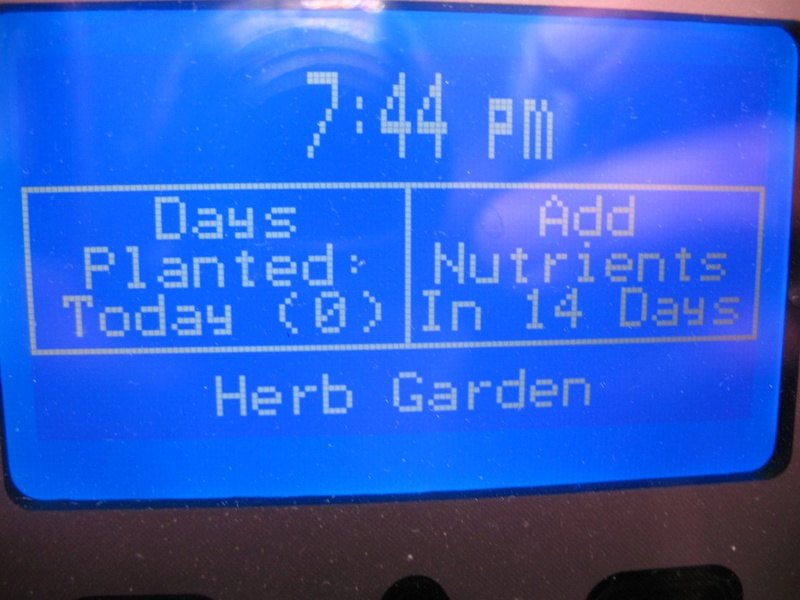 7:44 pm
Days
Planted:
Today (0)
Add
Nutrients
In 14 Days
Herb Garden